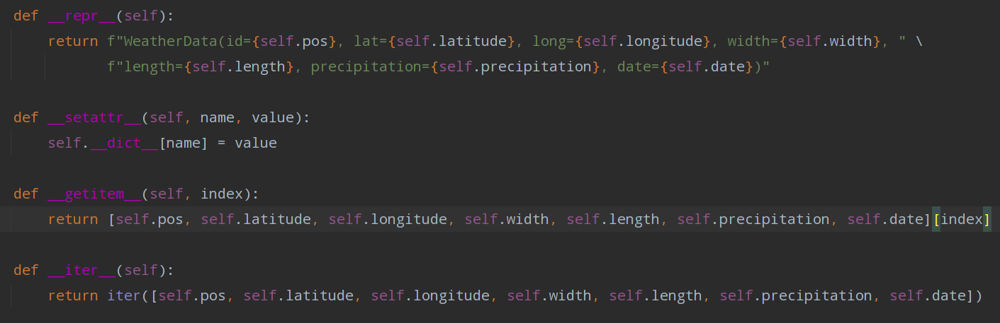 def __repr__(self):
    return f"WeatherData(id={self.pos}, lat={self.latitude}, long={self.longitude}, width={self.width}, " \
           f"length={self.length}, precipitation={self.precipitation}, date={self.date})"
def __setattr__(self, name, value):
    self.__dict__[name] = value
def __getitem__(self, index):
    return [self.pos, self.latitude, self.longitude, self.width, self.length, self.precipitation, self.date][index]
def __iter__(self):
    return iter([self.pos, self.latitude, self.longitude, self.width, self.length, self.precipitation, self.date])